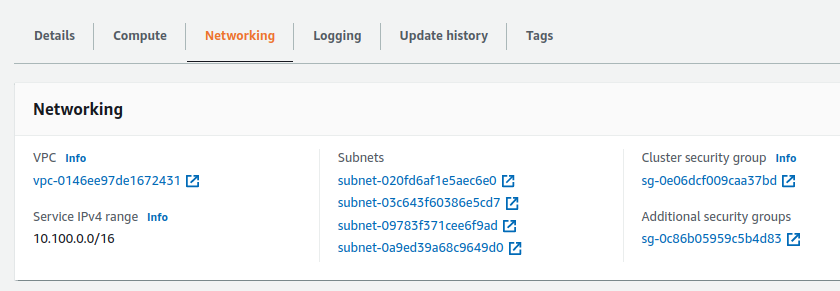 Details
Compute
Networking
Logging
Update history
Tags
Networking
VPC Info
vpc-0146ee97de1672431
Service IPv4 range Info
10.100.0.0/16
Subnets
subnet-020fd6af1e5aec6e0
subnet-03c643f60386e5cd7
subnet-09783f371cee6f9ad
subnet-0a9ed39a68c9649d0
Cluster security group Info
sg-0e06dcf009caa37bd
Additional security groups
sg-0c86b05959c5b4d83